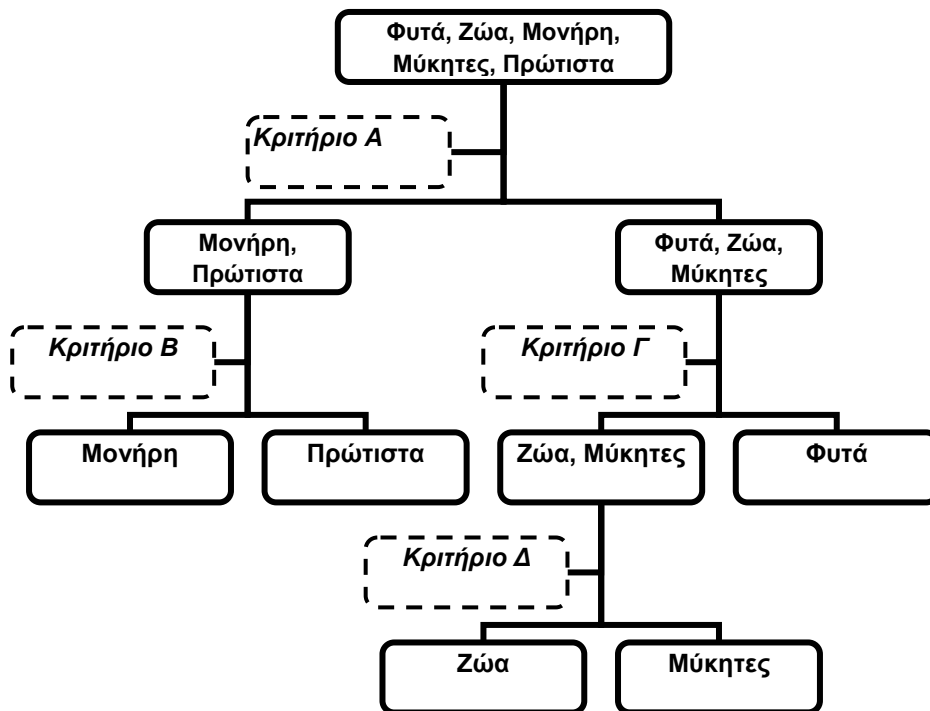 Φυτά, Ζώα, Μονήρη,
Μύκητες, Πρώτιστα
Κριτήριο Α
Μονήρη,
Πρώτιστα
Φυτά, Ζώα,
Μύκητες
Κριτήριο Β
Κριτήριο Γ
Μονήρη
Πρώτιστα
Ζώα, Μύκητες
Φυτά
Κριτήριο Δ
Ζώα
Μύκητες